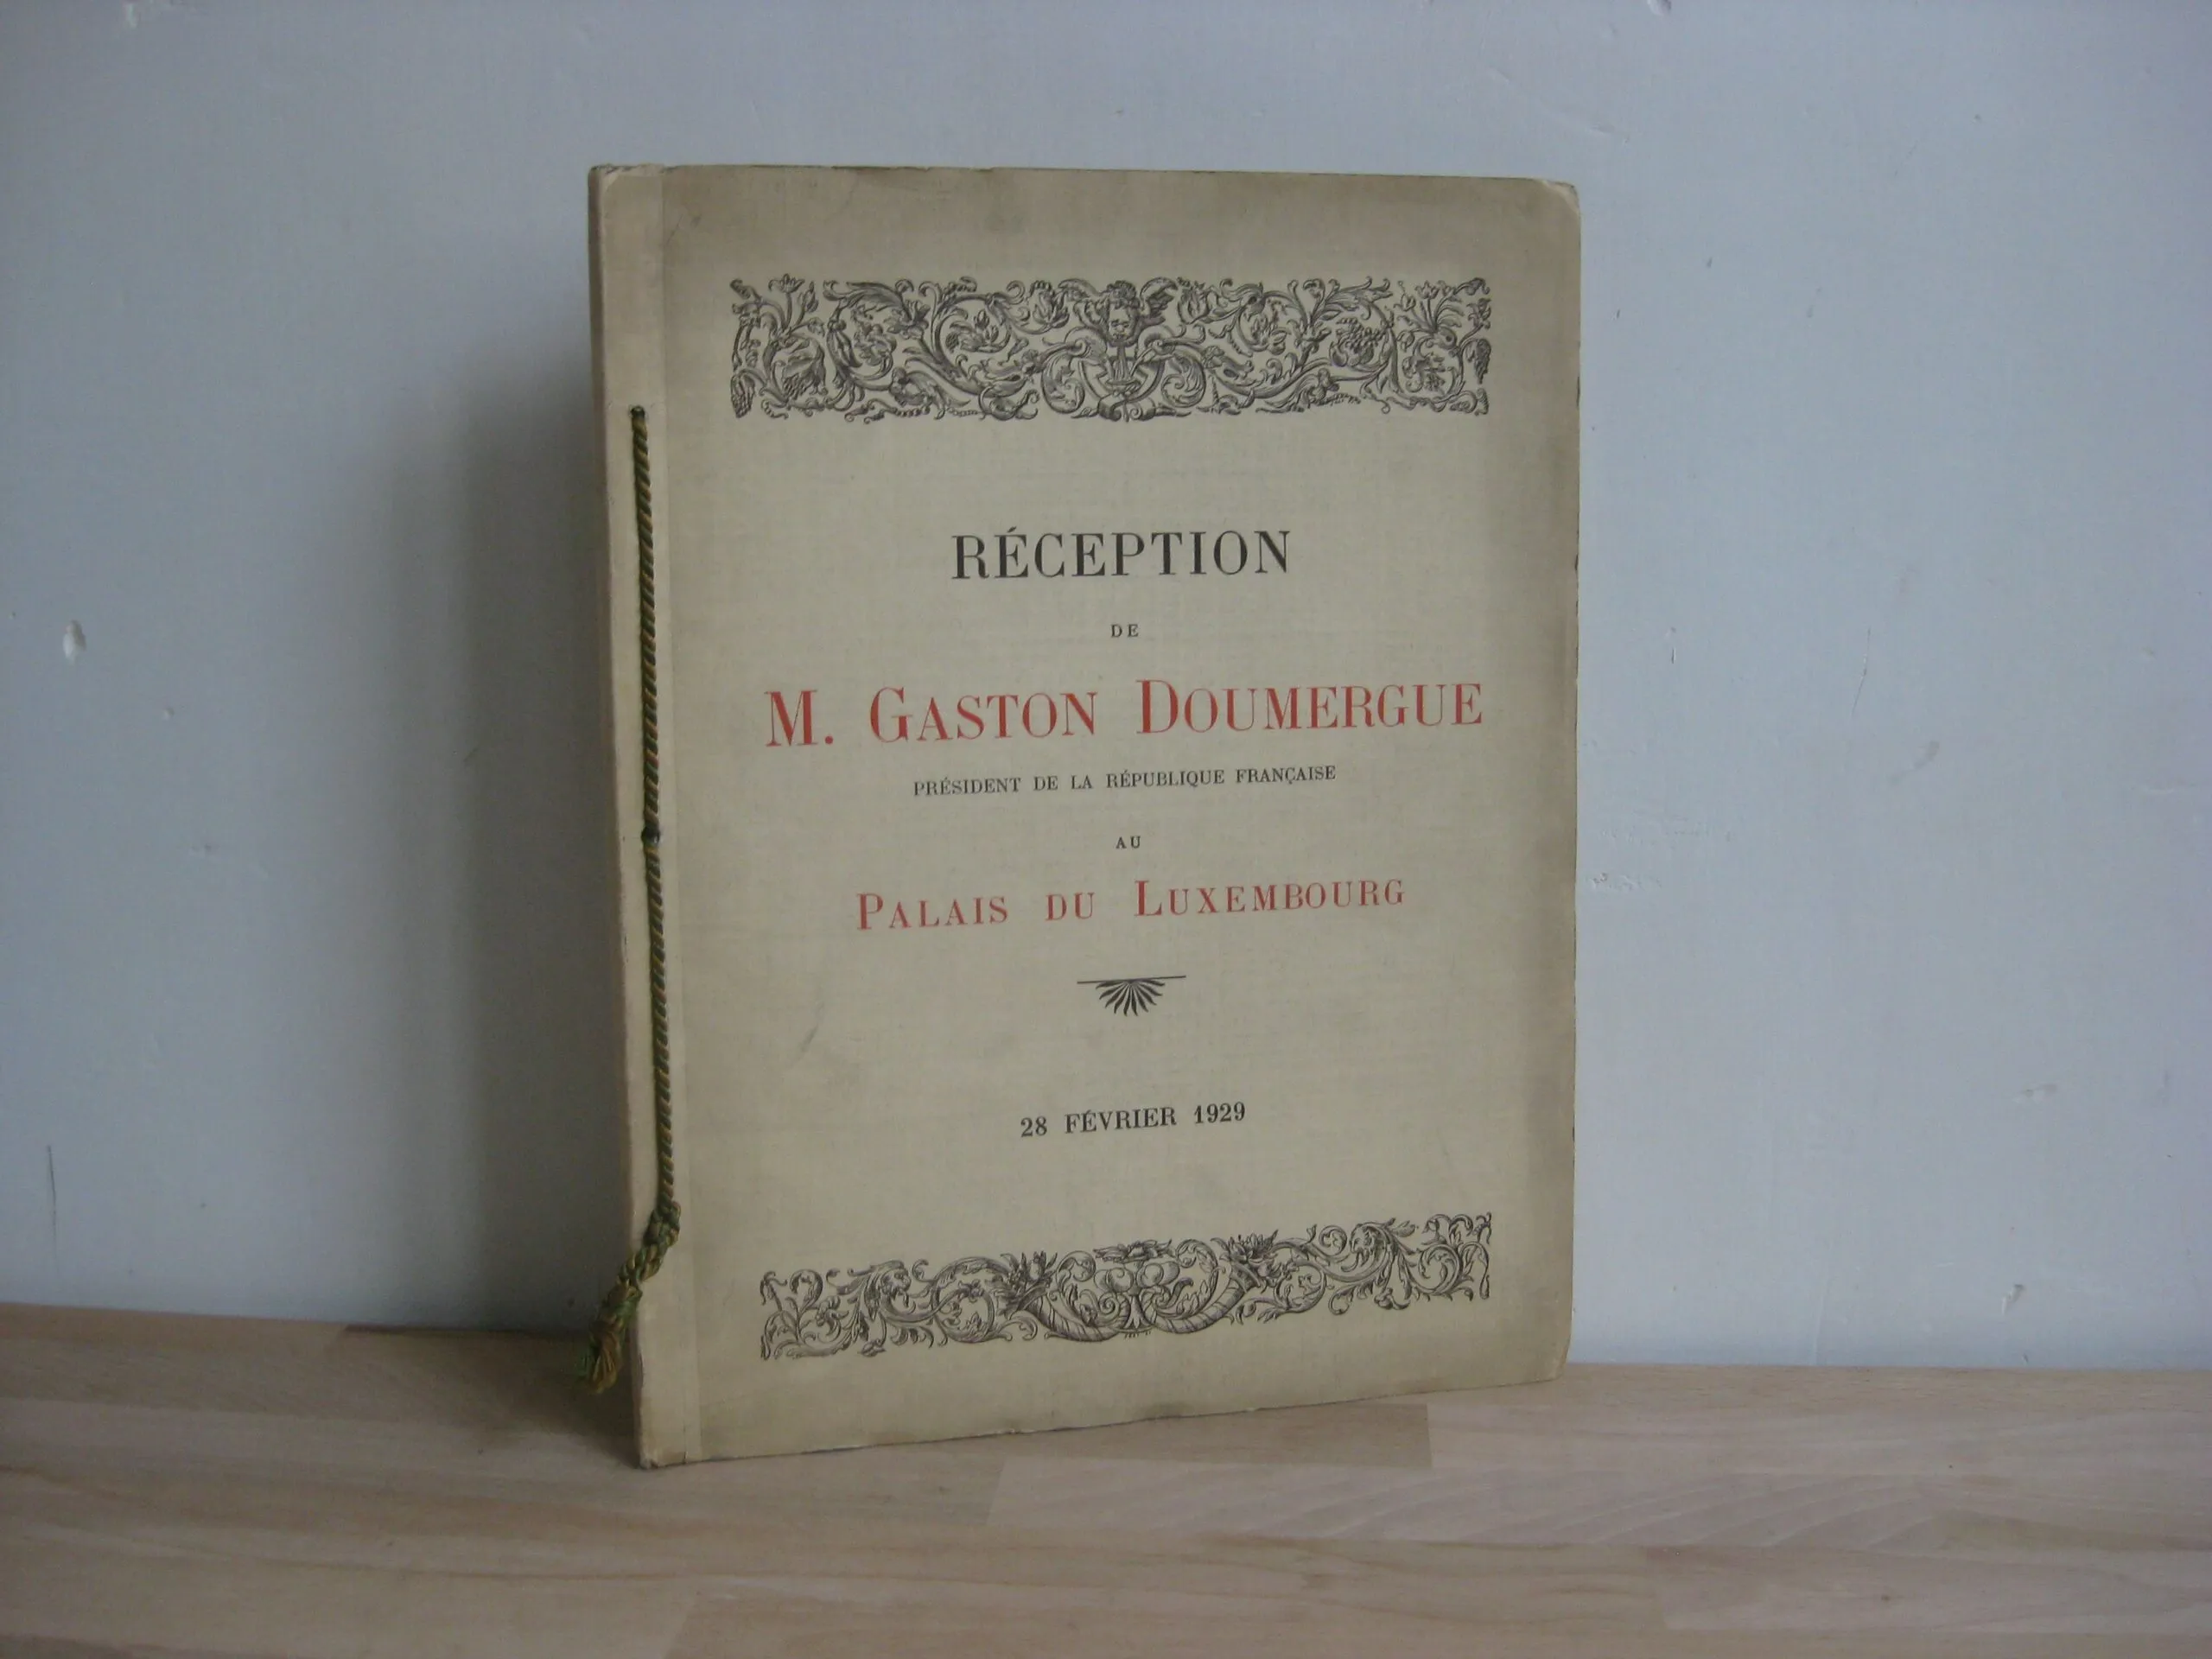 RÉCEPTION
DE
M. GASTON DOUMERGUE
PRÉSIDENT DE LA RÉPUBLIQUE FRANÇAISE
AU
PALAIS DU LUXEMBOURG
28 FÉVRIER 1929